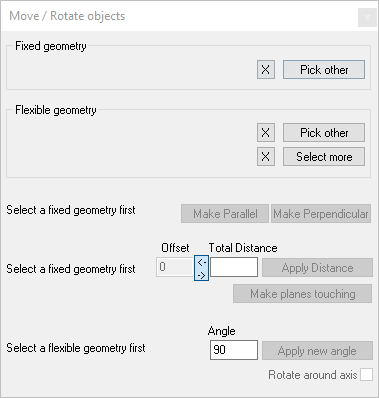 Move / Rotate objects x
Fixed geometry
X Pick other
Flexible geometry
X Pick other
X Select more
Select a fixed geometry first Make Parallel Make Perpendicular
Offset Total Distance
Select a fixed geometry first 0 <- -> Apply Distance
Make planes touching
Angle
Select a flexible geometry first 90 Apply new angle
Rotate around axis